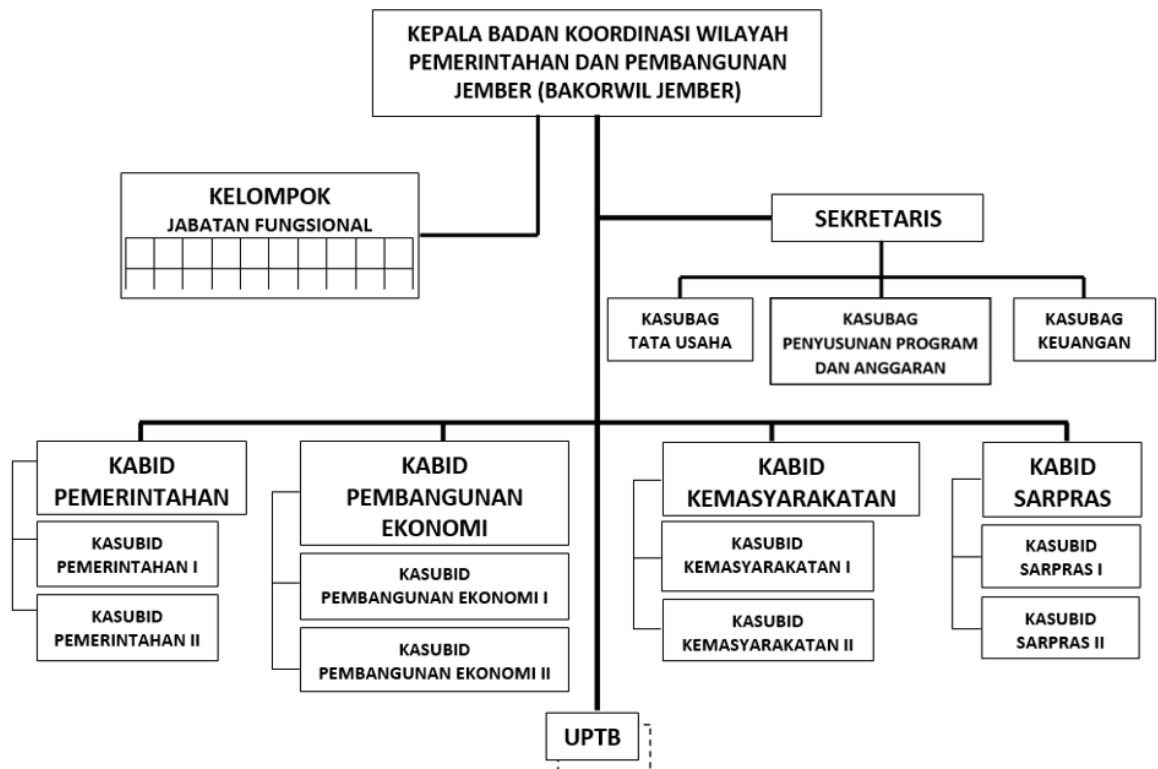 KEPALA BADAN KOORDINASI WILAYAH
PEMERINTAHAN DAN PEMBANGUNAN
JEMBER (BAKORWIL JEMBER)
KELOMPOK
JABATAN FUNGSIONAL
SEKRETARIS
KASUBAG
TATA USAHA
KASUBAG
PENYUSUNAN PROGRAM
DAN ANGGARAN
KASUBAG
KEUANGAN
KABID
PEMERINTAHAN
KASUBID
PEMERINTAHAN I
KASUBID
PEMERINTAHAN II
KABID
PEMBANGUNAN
EKONOMI
KASUBID
PEMBANGUNAN EKONOMI I
KASUBID
PEMBANGUNAN EKONOMI II
KABID
KEMASYARAKATAN
KASUBID
KEMASYARAKATAN I
KASUBID
KEMASYARAKATAN II
KABID
SARPRAS
KASUBID
SARPRAS I
KASUBID
SARPRAS II
UPTB